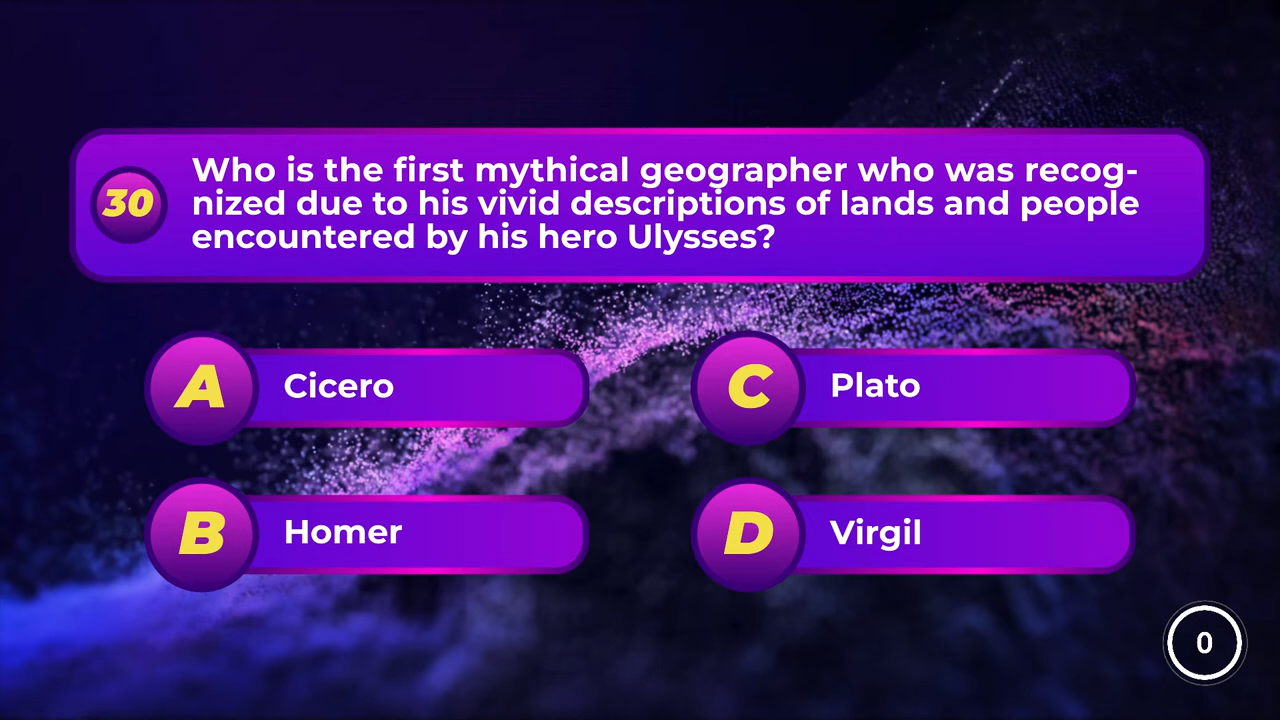 30
Who is the first mythical geographer who was recog-
nized due to his vivid descriptions of lands and people
encountered by his hero Ulysses?
A Cicero
B Homer
C Plato
D Virgil
0